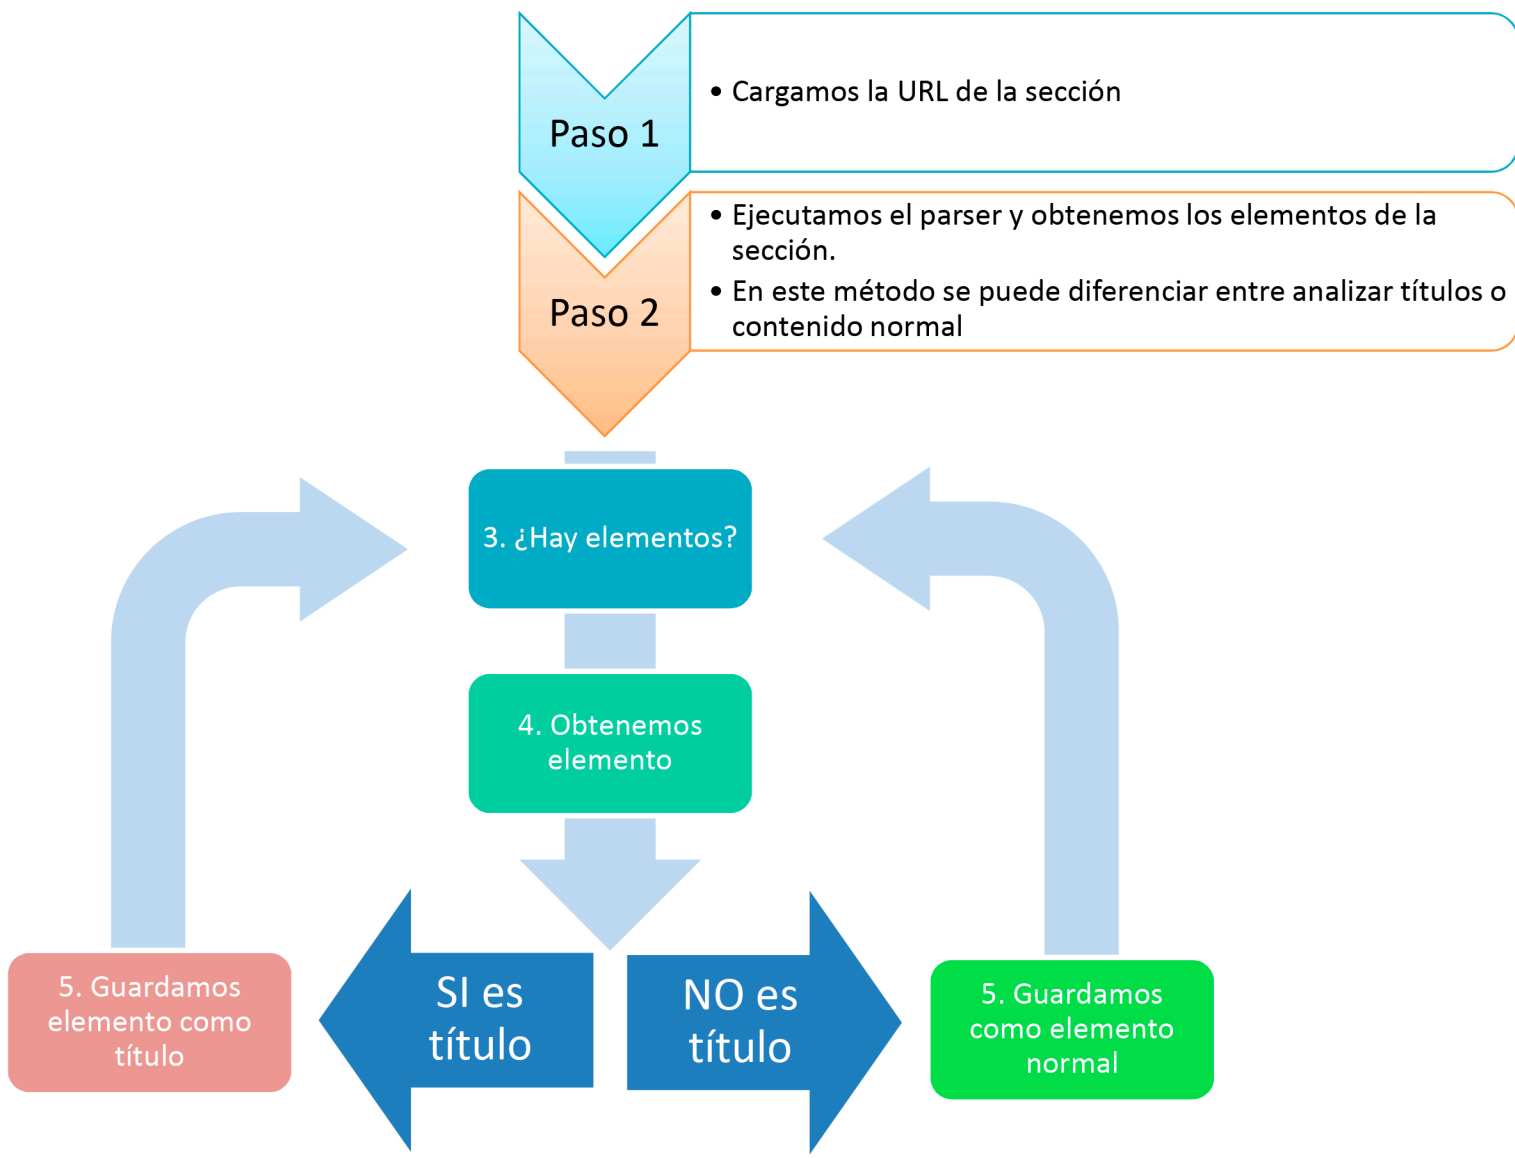 Paso 1
• Cargamos la URL de la sección
Paso 2
• Ejecutamos el parser y obtenemos los elementos de la
sección.
• En este método se puede diferenciar entre analizar títulos o
contenido normal
3. ¿Hay elementos?
4. Obtenemos
elemento
SI es
título
NO es
título
5. Guardamos
elemento como
título
5. Guardamos
como elemento
normal